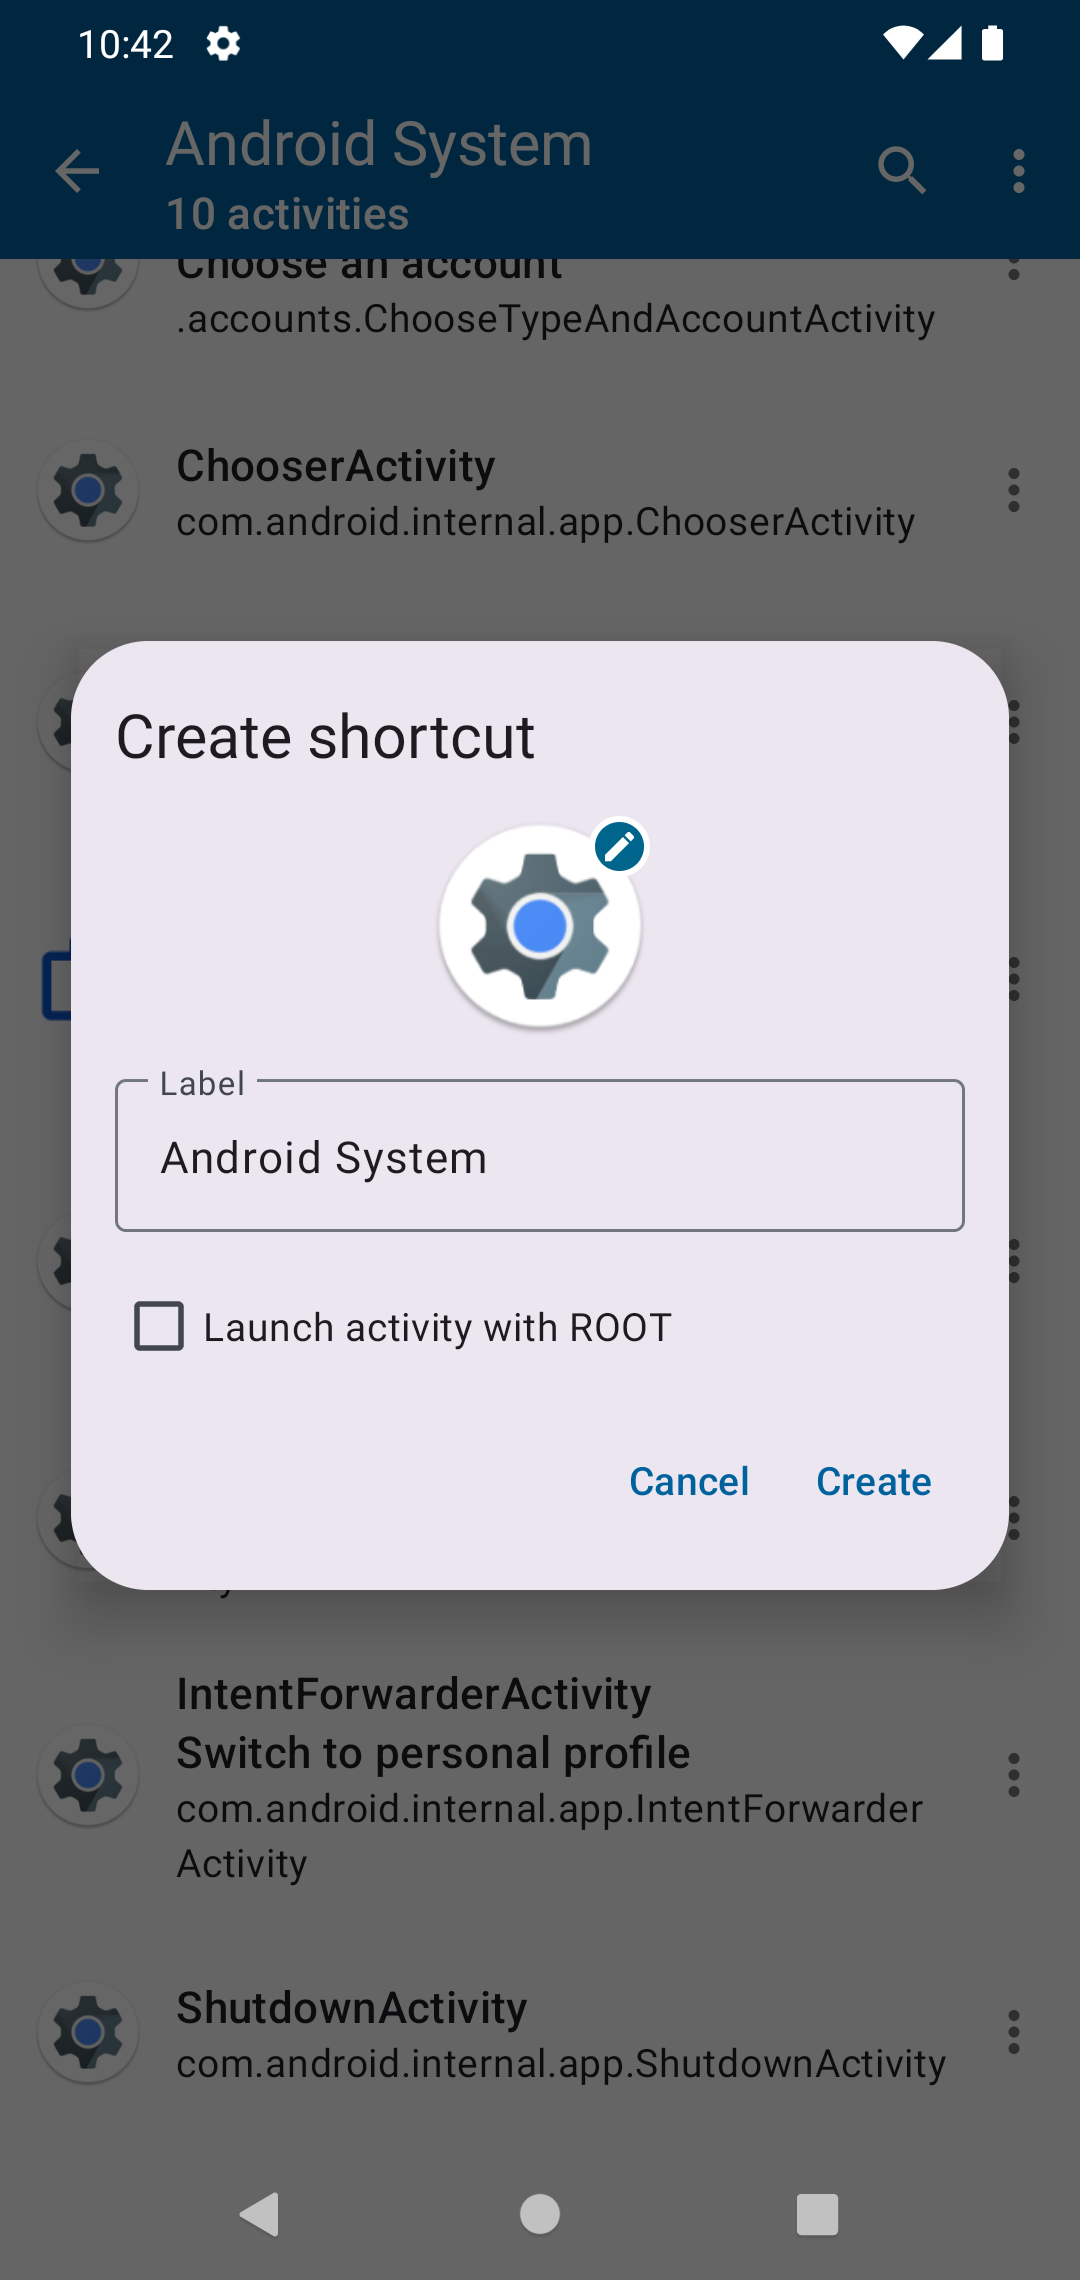 10:42
Android System
10 activities
Choose an account
.accounts.ChooseTypeAndAccountActivity
ChooserActivity
com.android.internal.app.ChooserActivity
Create shortcut
Label
Android System
Launch activity with ROOT
Cancel
Create
IntentForwarderActivity
Switch to personal profile
com.android.internal.app.IntentForwarder
Activity
ShutdownActivity
com.android.internal.app.ShutdownActivity